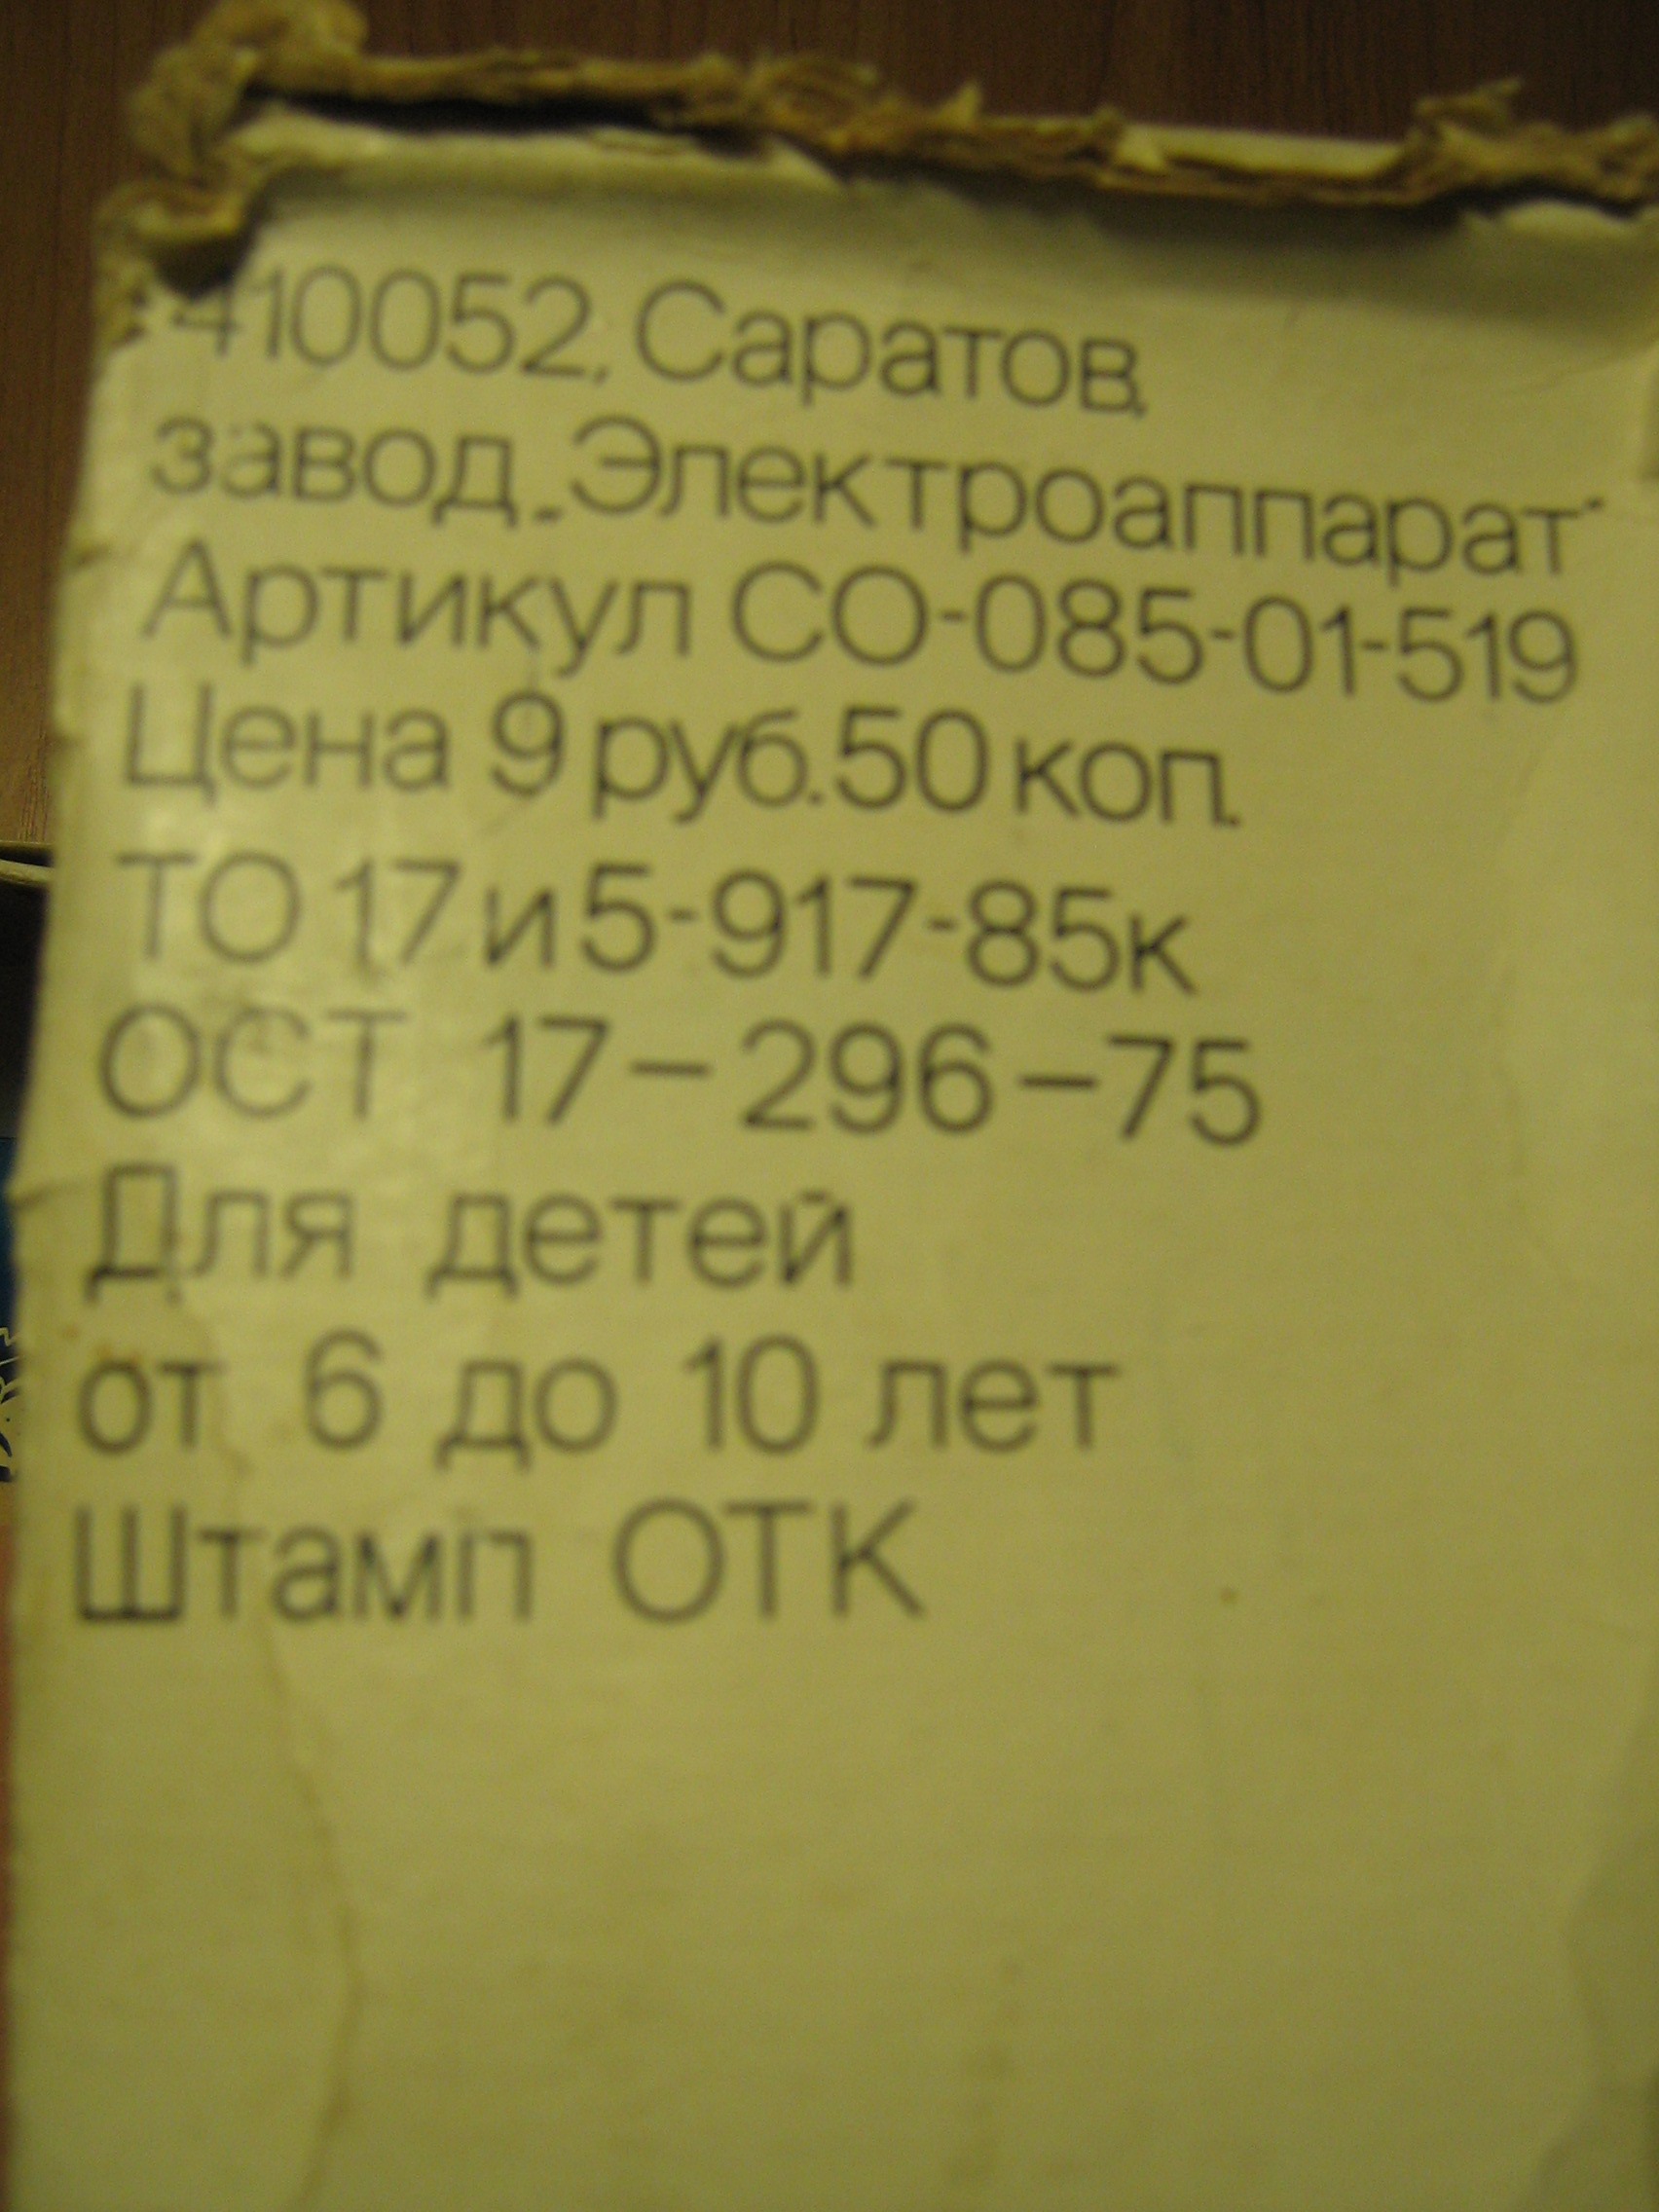 410052, Саратов,
завод „Электроаппарат“
Артикул СО-085-01-519
Цена 9 руб. 50 коп.
ТО 17 и 5-917-85к
ОСТ 17-296-75
Для детей
от 6 до 10 лет
Штамп ОТК